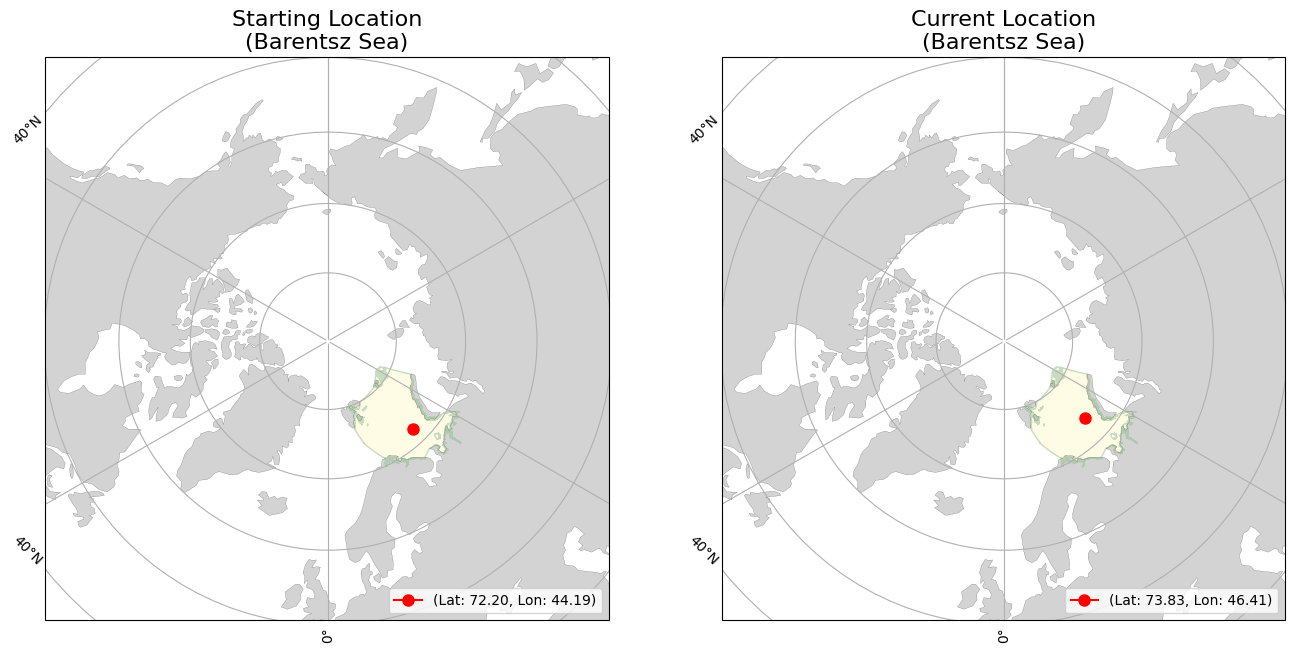 Starting Location
(Barentsz Sea)
40°N
40°N
0°
(Lat: 72.20, Lon: 44.19)
Current Location
(Barentsz Sea)
40°N
40°N
0°
(Lat: 73.83, Lon: 46.41)